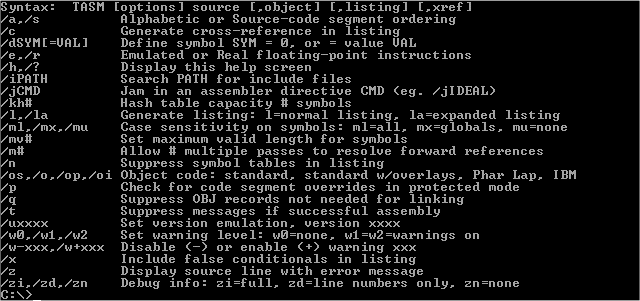 Syntax:  TASM [options] source [,object] [,listing] [,xref]
/a,/s          Alphabetic or Source-code segment ordering
/c             Generate cross-reference in listing
/dSYM[=VAL]    Define symbol SYM = 0, or = value VAL
/e,/r          Emulated or Real floating-point instructions
/h,/?          Display this help screen
/iPATH         Search PATH for include files
/jCMD          Jam in an assembler directive CMD (eg. /jIDEAL)
/kh#           Hash table capacity # symbols
/l,/la         Generate listing: l=normal listing, la=expanded listing
/ml,/mx,/mu    Case sensitivity on symbols: ml=all, mx=globals, mu=none
/mv#           Set maximum valid length for symbols
/m#            Allow # multiple passes to resolve forward references
/n             Suppress symbol tables in listing
/os,/o,/op,/oi Object code: standard, standard w/overlays, Phar Lap, IBM
/p             Check for code segment overrides in protected mode
/q             Suppress OBJ records not needed for linking
/t             Suppress messages if successful assembly
/uxxxx         Set version emulation, version xxxx
/w0,/w1,/w2    Set warning level: w0=none, w1=w2=warnings on
/w-xxx,/w+xxx  Disable (-) or enable (+) warning xxx
/x             Include false conditionals in listing
/z             Display source line with error message
/zi,/zd,/zn    Debug info: zi=full, zd=line numbers only, zn=none
C:\>_